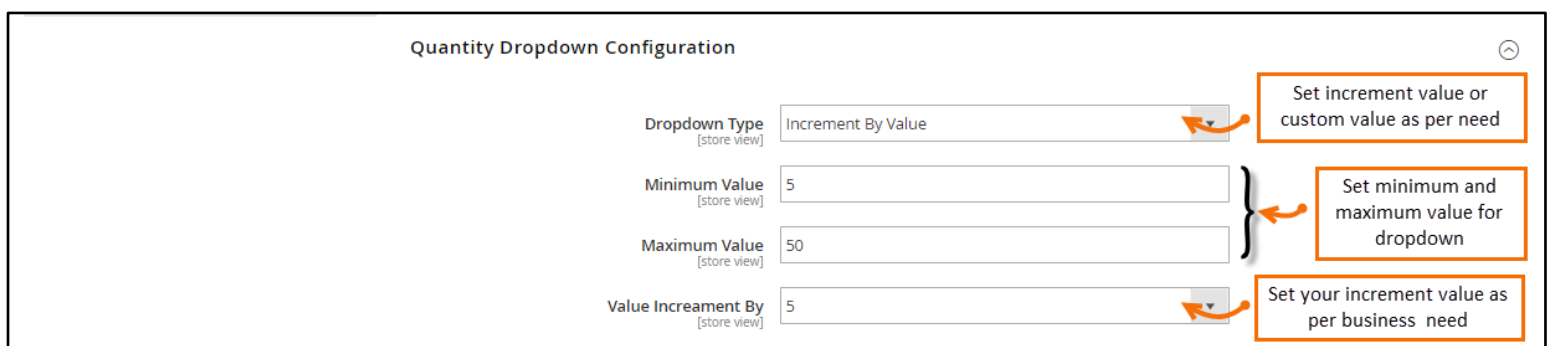 Quantity Dropdown Configuration
Set increment value or
custom value as per need
Dropdown Type
[store view]
Increment By Value
Minimum Value
[store view]
5
Set minimum and
maximum value for
dropdown
Maximum Value
[store view]
50
Value Increament By
[store view]
5
Set your increment value as
per business need